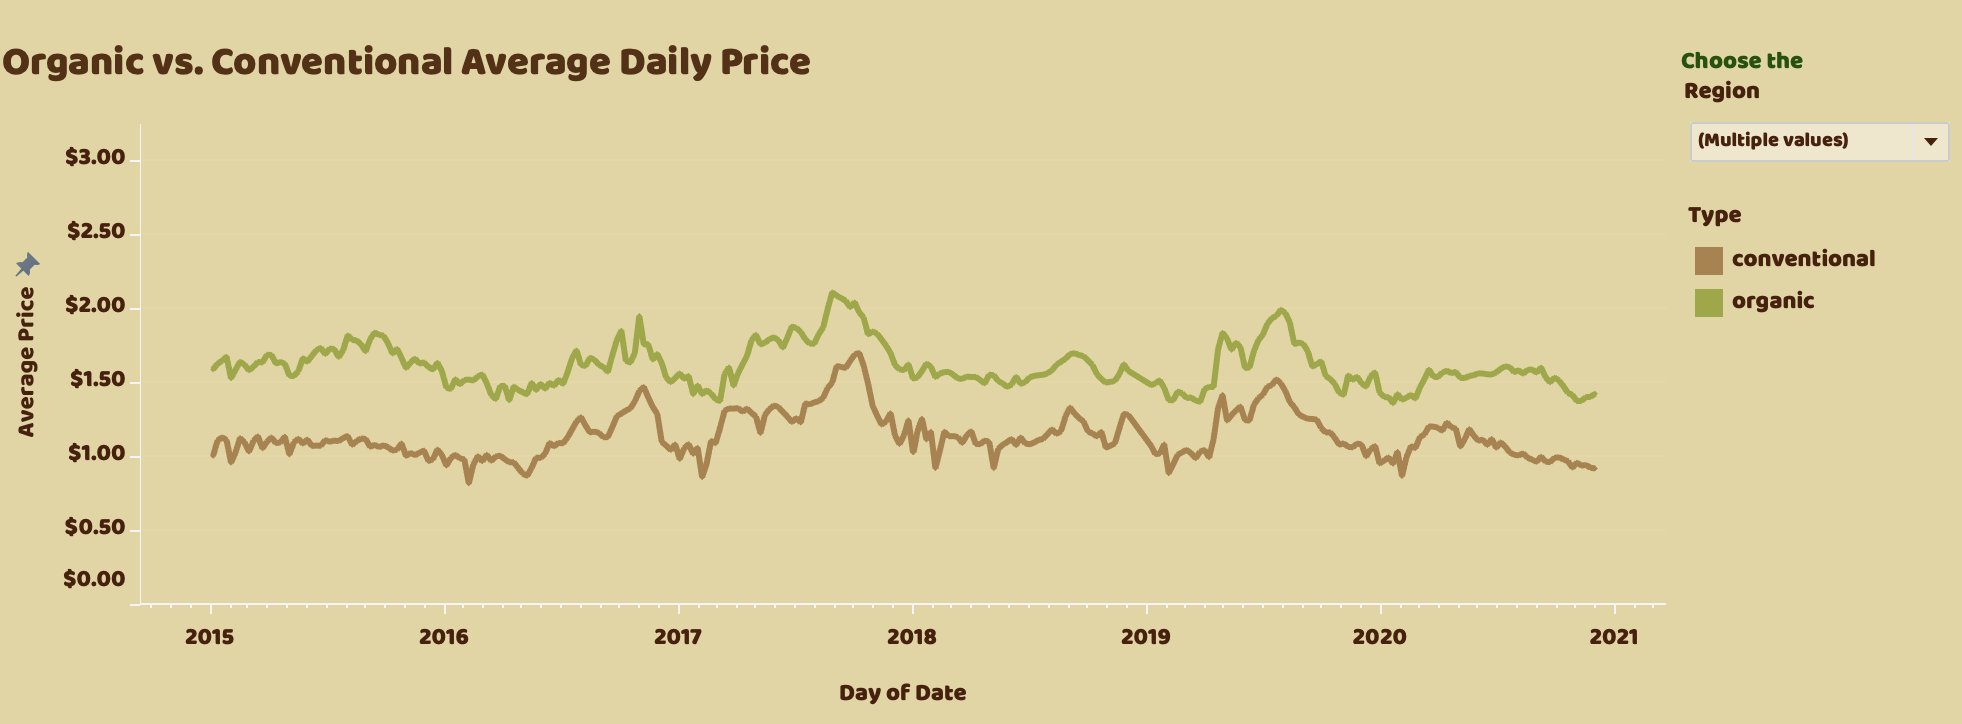 Organic vs. Conventional Average Daily Price
Choose the
Region
(Multiple values)
Type
conventional
organic
Average Price
$3.00
$2.50
$2.00
$1.50
$1.00
$0.50
$0.00
2015
2016
2017
2018
2019
2020
2021
Day of Date